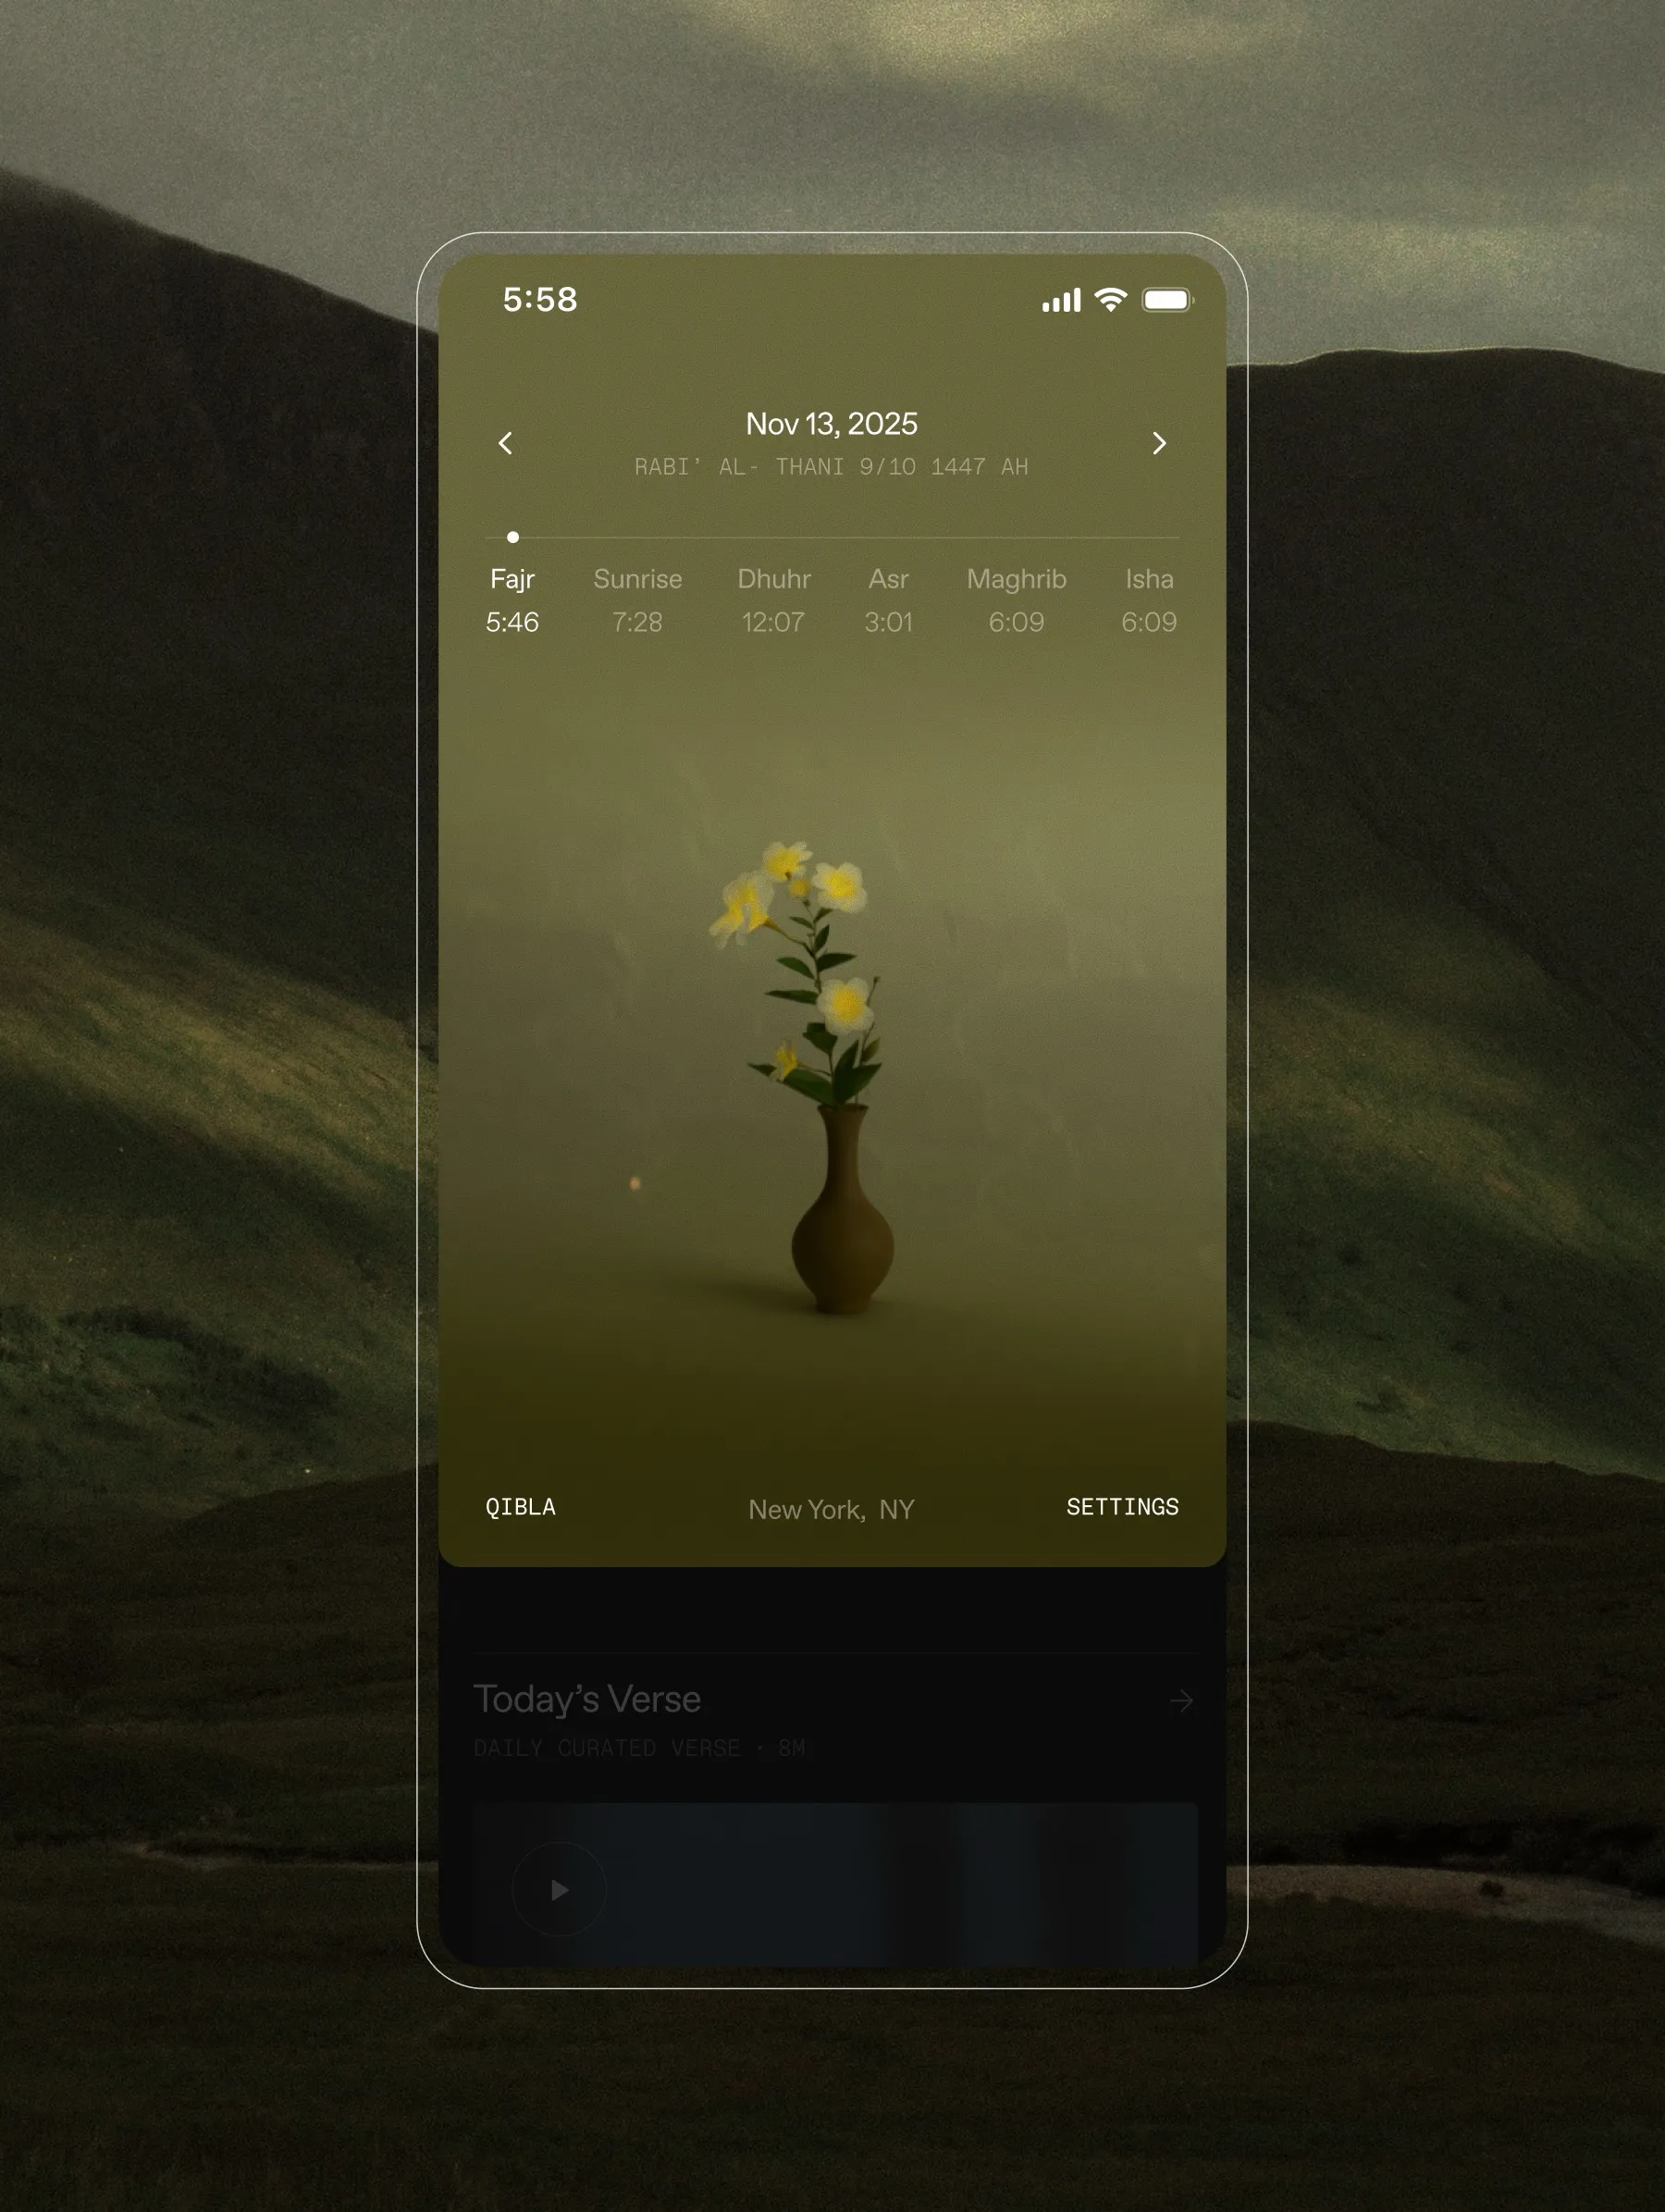 5:58
Nov 13, 2025
RABI’ AL- THANI 9/10 1447 AH
Fajr Sunrise Dhuhr Asr Maghrib Isha
5:46 7:28 12:07 3:01 6:09 6:09
QIBLA New York, NY SETTINGS
Today’s Verse
DAILY CURATED VERSE · 8M